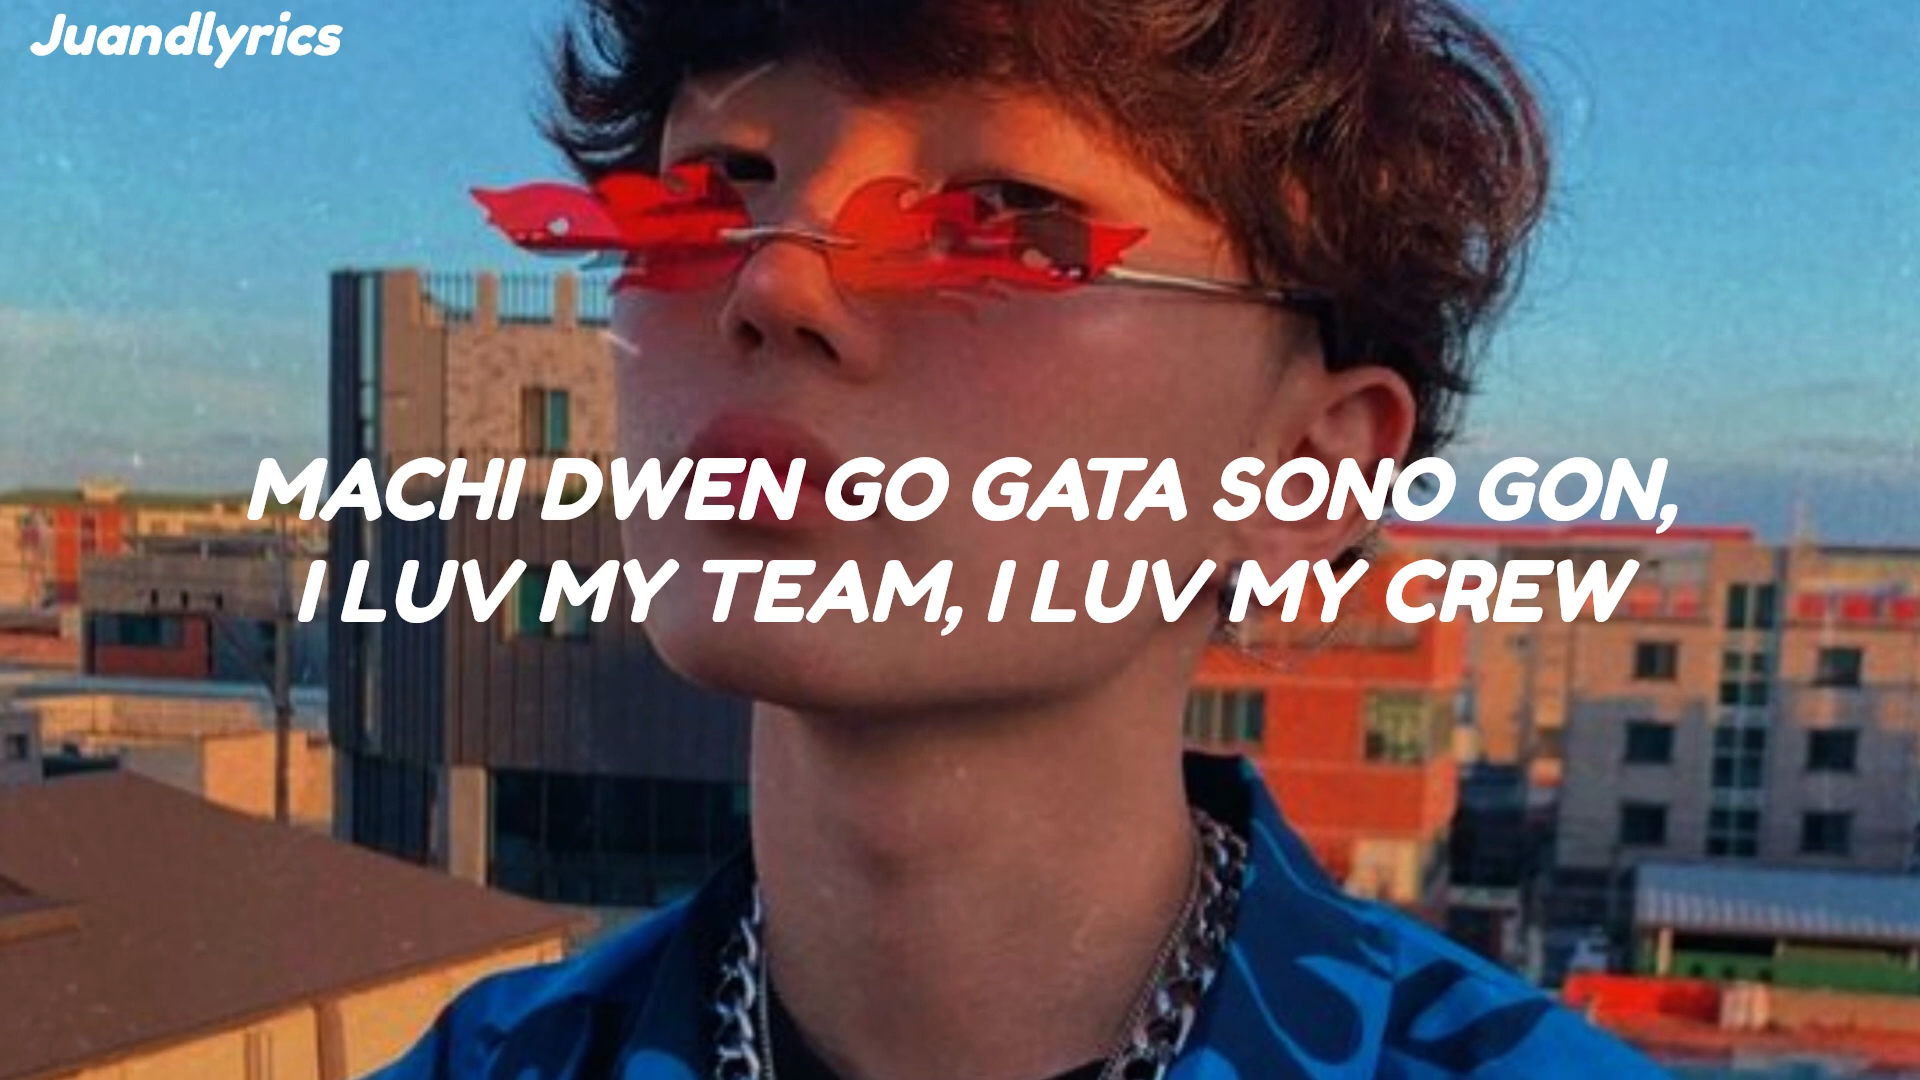 Juandlyrics
MACHI DWEN GO GATA SONO GON,
I LUV MY TEAM, I LUV MY CREW